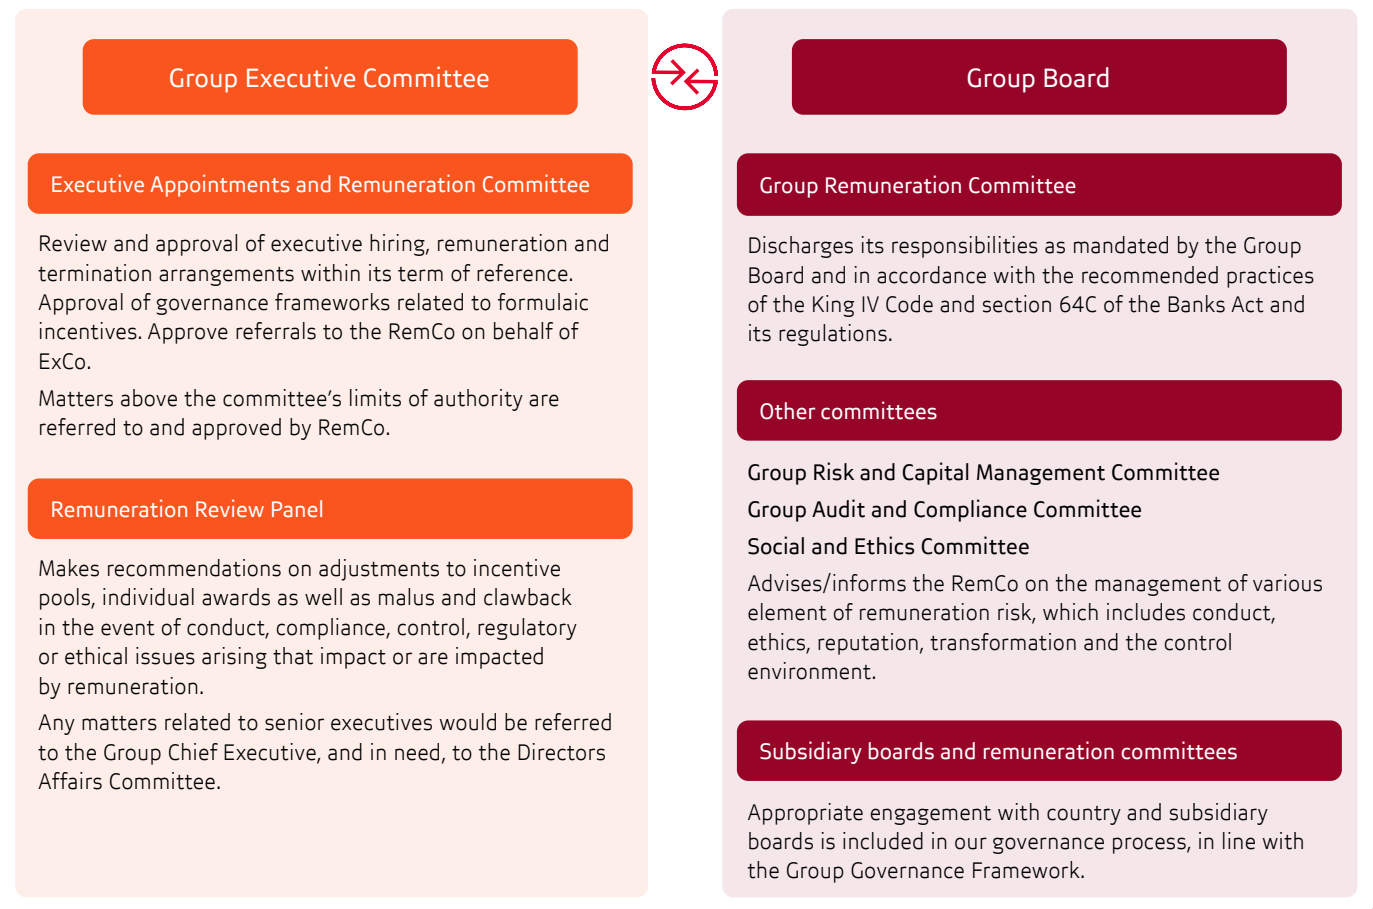 Group Executive Committee
Executive Appointments and Remuneration Committee
Review and approval of executive hiring, remuneration and
termination arrangements within its term of reference.
Approval of governance frameworks related to formulaic
incentives. Approve referrals to the RemCo on behalf of
ExCo.
Matters above the committee’s limits of authority are
referred to and approved by RemCo.
Remuneration Review Panel
Makes recommendations on adjustments to incentive
pools, individual awards as well as malus and clawback
in the event of conduct, compliance, control, regulatory
or ethical issues arising that impact or are impacted
by remuneration.
Any matters related to senior executives would be referred
to the Group Chief Executive, and in need, to the Directors
Affairs Committee.
Group Board
Group Remuneration Committee
Discharges its responsibilities as mandated by the Group
Board and in accordance with the recommended practices
of the King IV Code and section 64C of the Banks Act and
its regulations.
Other committees
Group Risk and Capital Management Committee
Group Audit and Compliance Committee
Social and Ethics Committee
Advises/informs the RemCo on the management of various
element of remuneration risk, which includes conduct,
ethics, reputation, transformation and the control
environment.
Subsidiary boards and remuneration committees
Appropriate engagement with country and subsidiary
boards is included in our governance process, in line with
the Group Governance Framework.